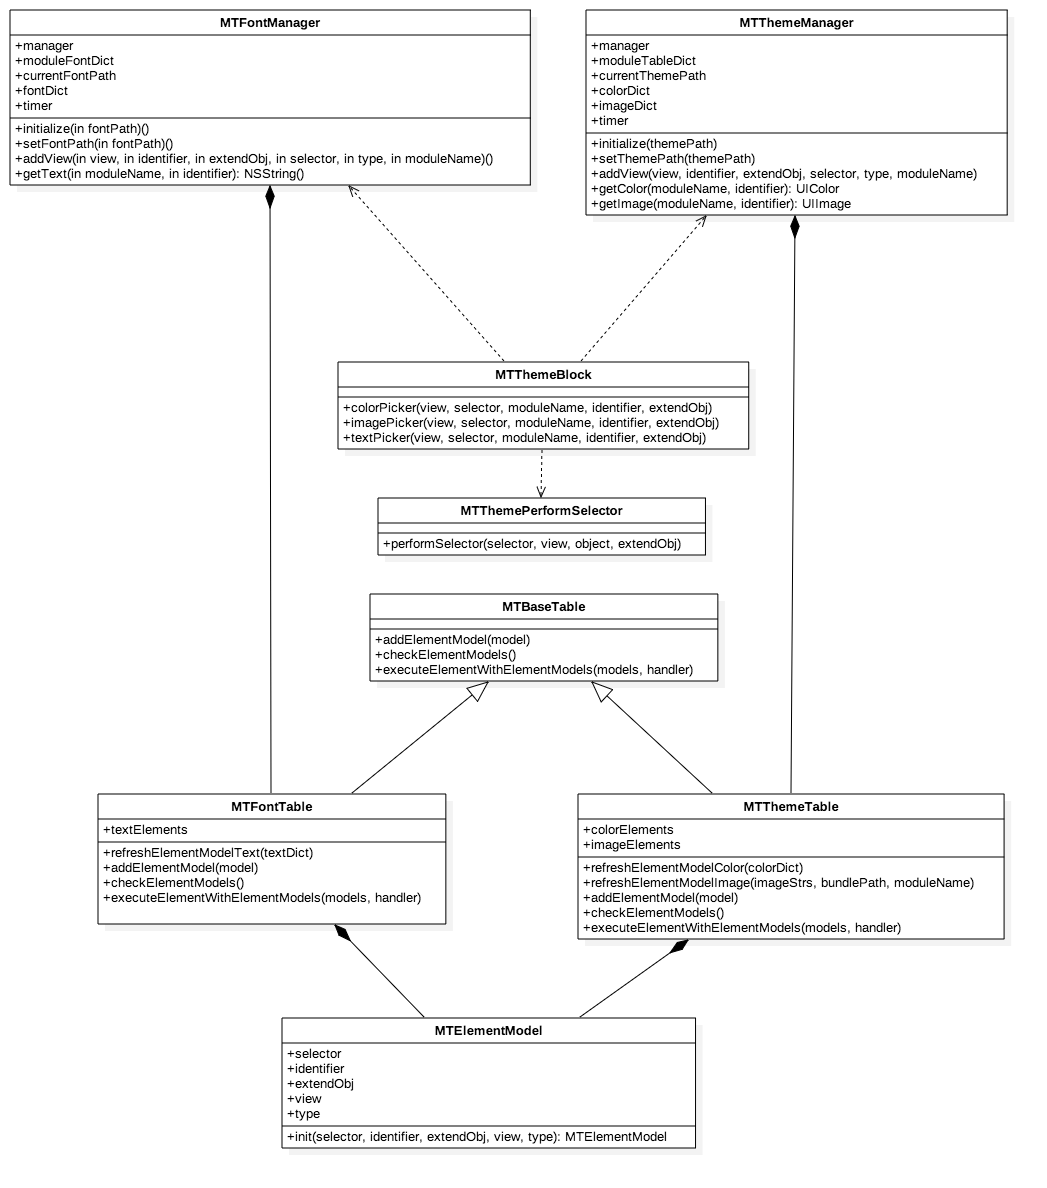 MTFontManager
+manager
+moduleFontDict
+currentFontPath
+fontDict
+timer
+initialize(in fontPath)()
+setFontPath(in fontPath)()
+addView(in view, in identifier, in extendObj, in selector, in type, in moduleName)()
+getText(in moduleName, in identifier): NSString()
MTThemeManager
+manager
+moduleTableDict
+currentThemePath
+colorDict
+imageDict
+timer
+initialize(themePath)
+setThemePath(themePath)
+addView(view, identifier, extendObj, selector, type, moduleName)
+getColor(moduleName, identifier): UIColor
+getImage(moduleName, identifier): UIImage
MTThemeBlock
+colorPicker(view, selector, moduleName, identifier, extendObj)
+imagePicker(view, selector, moduleName, identifier, extendObj)
+textPicker(view, selector, moduleName, identifier, extendObj)
MTThemePerformSelector
+performSelector(selector, view, object, extendObj)
MTBaseTable
+addElementModel(model)
+checkElementModels()
+executeElementWithElementModels(models, handler)
MTFontTable
+textElements
+refreshElementModelText(textDict)
+addElementModel(model)
+checkElementModels()
+executeElementWithElementModels(models, handler)
MTThemeTable
+colorElements
+imageElements
+refreshElementModelColor(colorDict)
+refreshElementModelImage(imageStrs, bundlePath, moduleName)
+addElementModel(model)
+checkElementModels()
+executeElementWithElementModels(models, handler)
MTElementModel
+selector
+identifier
+extendObj
+view
+type
+init(selector, identifier, extendObj, view, type): MTElementModel